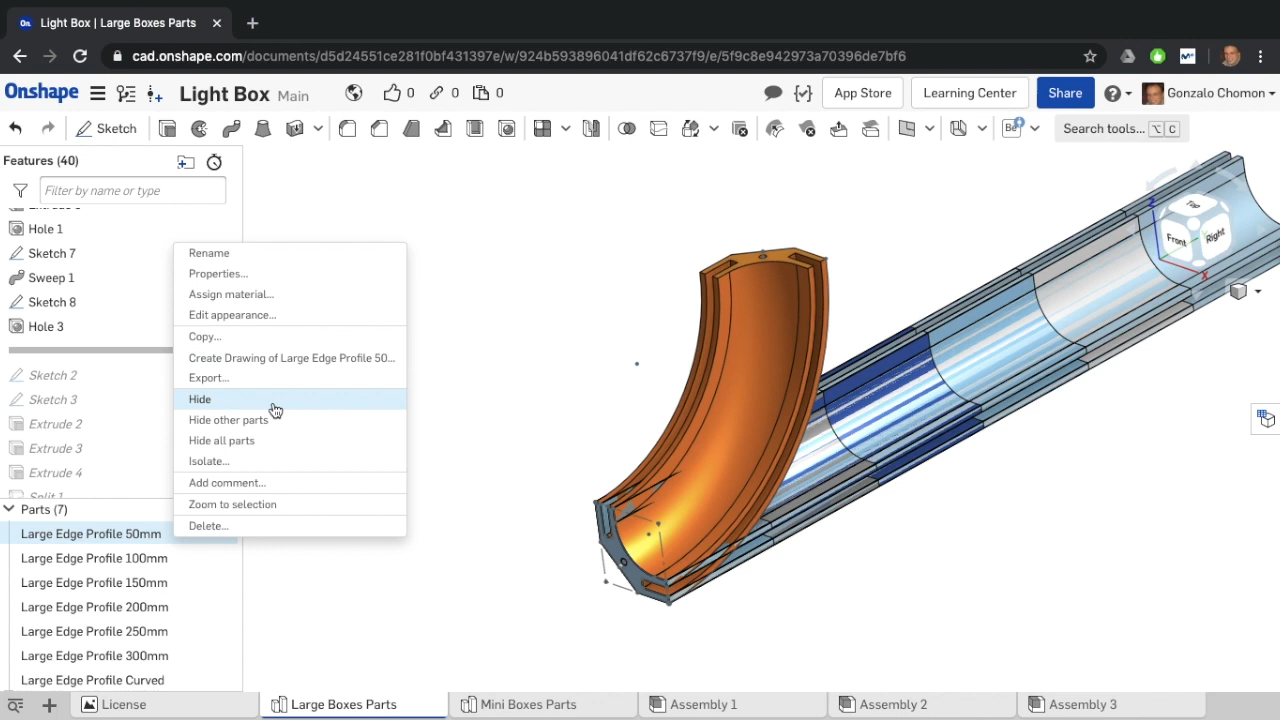 Light Box | Large Boxes Parts
cad.onshape.com/documents/d5d24551ce281f0bf431397e/w/924b593896041df62c6737f9/e/5f9c8e942973a70396de7bf6
Onshape Light Box Main 0 0 0 App Store Learning Center Share Gonzalo Chomon
Sketch Search tools... ⌥ C
Features (40)
Filter by name or type
Hole 1
Sketch 7
Sweep 1
Sketch 8
Hole 3
Sketch 2
Sketch 3
Extrude 2
Extrude 3
Extrude 4
Split 1
Parts (7)
Large Edge Profile 50mm
Large Edge Profile 100mm
Large Edge Profile 150mm
Large Edge Profile 200mm
Large Edge Profile 250mm
Large Edge Profile 300mm
Large Edge Profile Curved
Rename
Properties...
Assign material...
Edit appearance...
Copy...
Create Drawing of Large Edge Profile 50...
Export...
Hide
Hide other parts
Hide all parts
Isolate...
Add comment...
Zoom to selection
Delete...
Z
Top
Front Right
X
License Large Boxes Parts Mini Boxes Parts Assembly 1 Assembly 2 Assembly 3